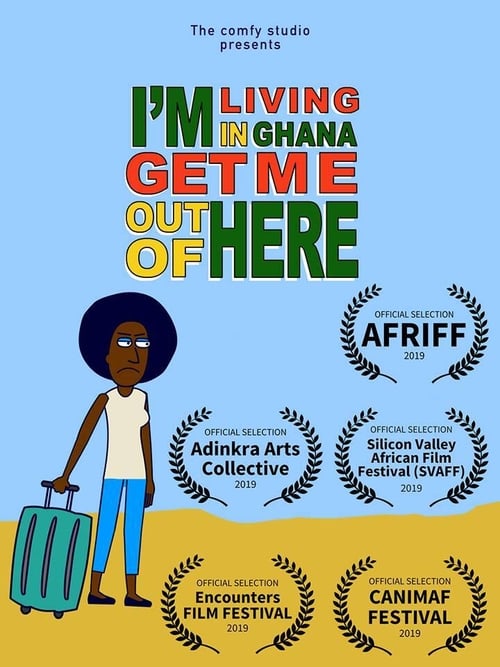 The comfy studio
presents
I'M LIVING
IN GHANA
GET ME
OUT
OF HERE
OFFICIAL SELECTION
AFRIFF
2019
OFFICIAL SELECTION
Adinkra Arts
Collective
2019
OFFICIAL SELECTION
Silicon Valley
African Film
Festival (SVAFF)
2019
OFFICIAL SELECTION
Encounters
FILM FESTIVAL
2019
OFFICIAL SELECTION
CANIMAF
FESTIVAL
2019